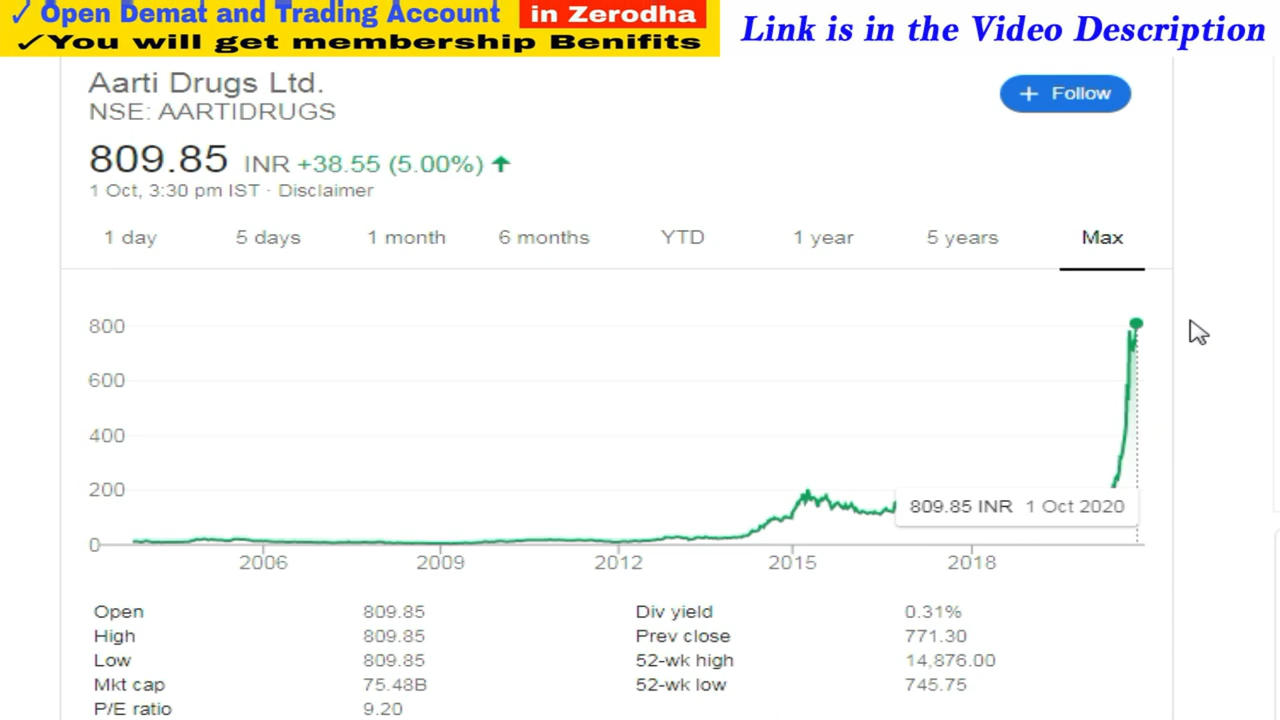 ✓ Open Demat and Trading Account in Zerodha
✓You will get membership Benifits
Link is in the Video Description
Aarti Drugs Ltd.
NSE: AARTIDRUGS
+ Follow
809.85 INR +38.55 (5.00%) ↑
1 Oct, 3:30 pm IST · Disclaimer
1 day 5 days 1 month 6 months YTD 1 year 5 years Max
800
600
400
200
809.85 INR 1 Oct 2020
0
2006 2009 2012 2015 2018
Open 809.85 Div yield 0.31%
High 809.85 Prev close 771.30
Low 809.85 52-wk high 14,876.00
Mkt cap 75.48B 52-wk low 745.75
P/E ratio 9.20